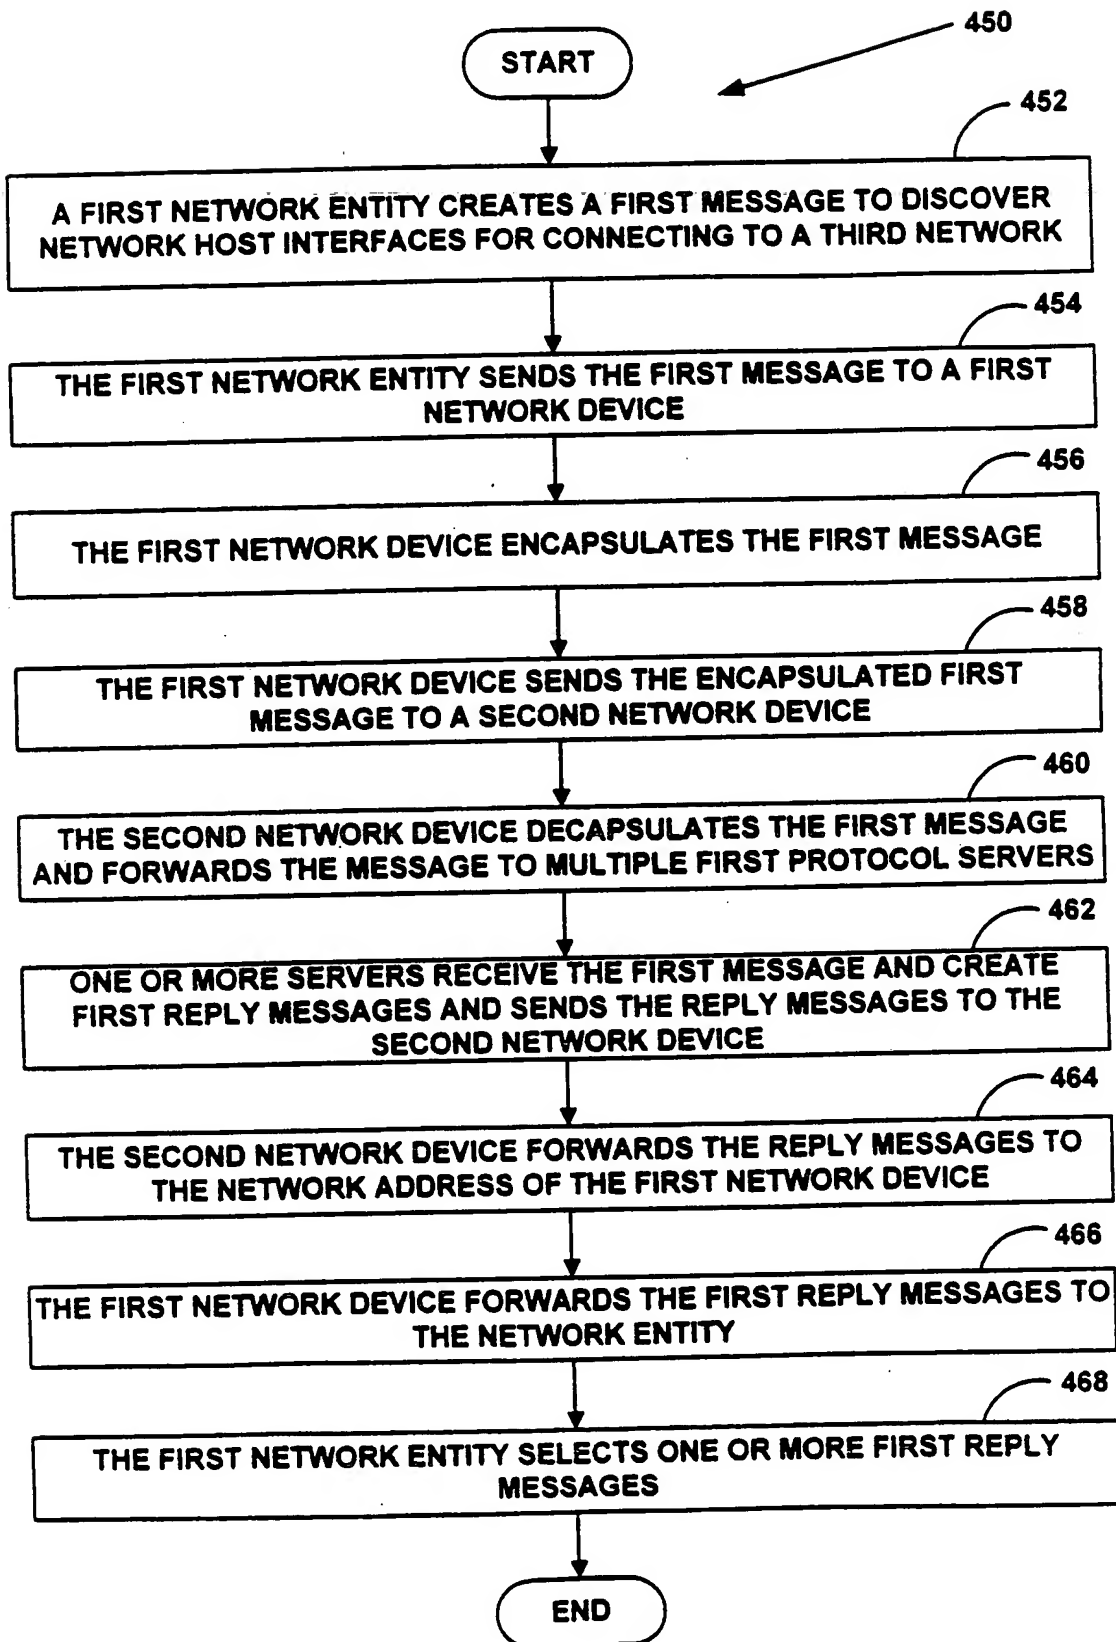 450
START
452
A FIRST NETWORK ENTITY CREATES A FIRST MESSAGE TO DISCOVER
NETWORK HOST INTERFACES FOR CONNECTING TO A THIRD NETWORK
454
THE FIRST NETWORK ENTITY SENDS THE FIRST MESSAGE TO A FIRST
NETWORK DEVICE
456
THE FIRST NETWORK DEVICE ENCAPSULATES THE FIRST MESSAGE
458
THE FIRST NETWORK DEVICE SENDS THE ENCAPSULATED FIRST
MESSAGE TO A SECOND NETWORK DEVICE
460
THE SECOND NETWORK DEVICE DECAPSULATES THE FIRST MESSAGE
AND FORWARDS THE MESSAGE TO MULTIPLE FIRST PROTOCOL SERVERS
462
ONE OR MORE SERVERS RECEIVE THE FIRST MESSAGE AND CREATE
FIRST REPLY MESSAGES AND SENDS THE REPLY MESSAGES TO THE
SECOND NETWORK DEVICE
464
THE SECOND NETWORK DEVICE FORWARDS THE REPLY MESSAGES TO
THE NETWORK ADDRESS OF THE FIRST NETWORK DEVICE
466
THE FIRST NETWORK DEVICE FORWARDS THE FIRST REPLY MESSAGES TO
THE NETWORK ENTITY
468
THE FIRST NETWORK ENTITY SELECTS ONE OR MORE FIRST REPLY
MESSAGES
END